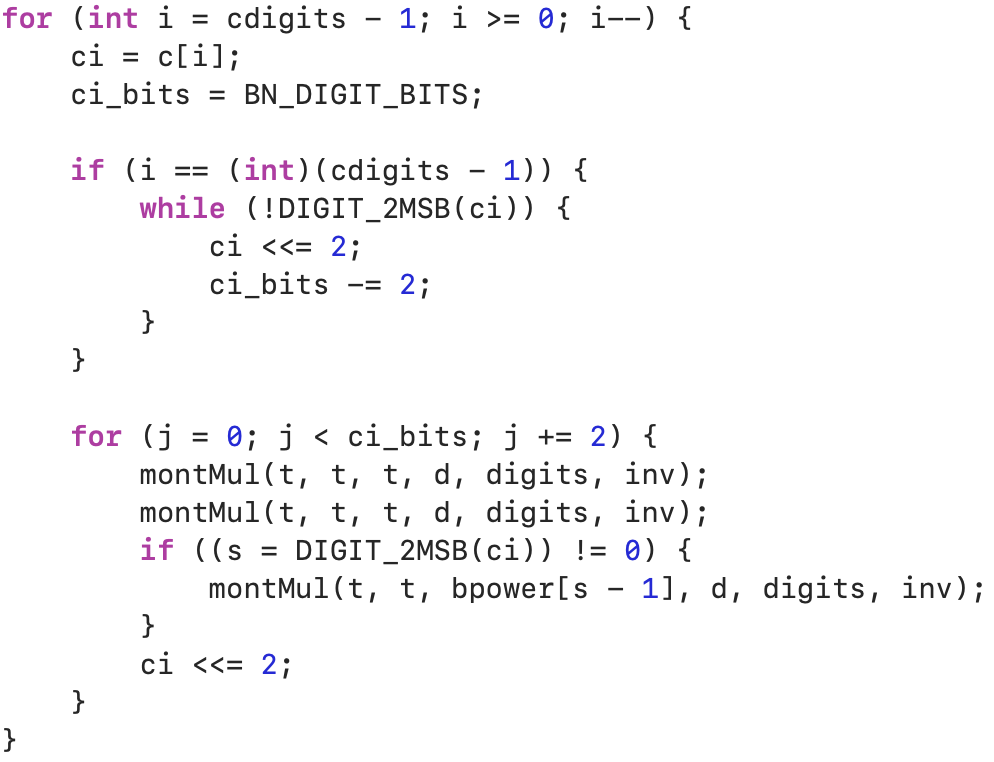 for (int i = cdigits - 1; i >= 0; i--) {
    ci = c[i];
    ci_bits = BN_DIGIT_BITS;

    if (i == (int)(cdigits - 1)) {
        while (!DIGIT_2MSB(ci)) {
            ci <<= 2;
            ci_bits -= 2;
        }
    }

    for (j = 0; j < ci_bits; j += 2) {
        montMul(t, t, t, d, digits, inv);
        montMul(t, t, t, d, digits, inv);
        if ((s = DIGIT_2MSB(ci)) != 0) {
            montMul(t, t, bpower[s - 1], d, digits, inv);
        }
        ci <<= 2;
    }
}